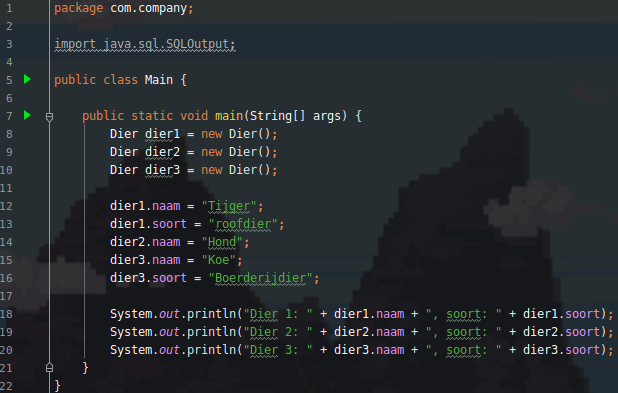 1 package com.company;
2
3 import java.sql.SQLOutput;
4
5 public class Main {
6
7 public static void main(String[] args) {
8 Dier dier1 = new Dier();
9 Dier dier2 = new Dier();
10 Dier dier3 = new Dier();
11
12 dier1.naam = "Tijger";
13 dier1.soort = "roofdier";
14 dier2.naam = "Hond";
15 dier3.naam = "Koe";
16 dier3.soort = "Boerderijdier";
17
18 System.out.println("Dier 1: " + dier1.naam + ", soort: " + dier1.soort);
19 System.out.println("Dier 2: " + dier2.naam + ", soort: " + dier2.soort);
20 System.out.println("Dier 3: " + dier3.naam + ", soort: " + dier3.soort);
21 }
22 }